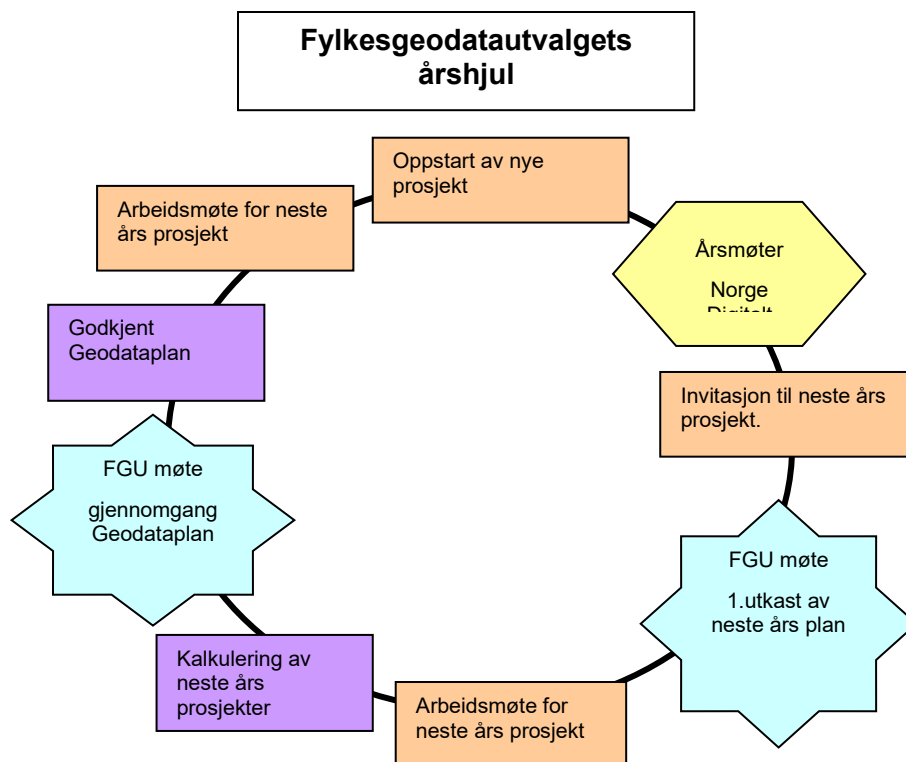 Fylkesgeodatautvalgets
årshjul
Oppstart av nye
prosjekt
Arbeidsmøte for neste
års prosjekt
Årsmøter
Norge
Digitalt
Godkjent
Geodataplan
Invitasjon til neste års
prosjekt.
FGU møte
gjennomgang
Geodataplan
FGU møte
1.utkast av
neste års plan
Kalkulering av
neste års
prosjekter
Arbeidsmøte for
neste års prosjekt